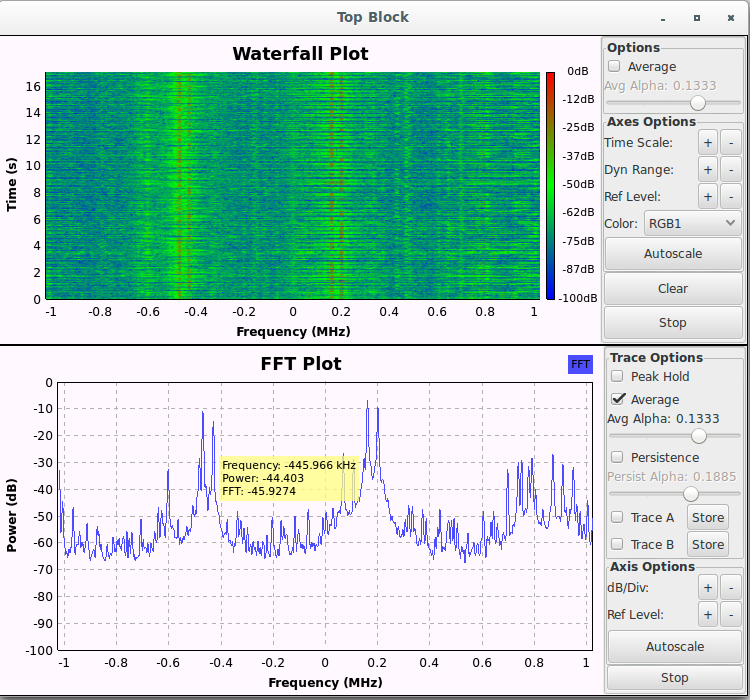 Top Block
Waterfall Plot
Time (s)
16
14
12
10
8
6
4
2
0
-1 -0.8 -0.6 -0.4 -0.2 0 0.2 0.4 0.6 0.8 1
Frequency (MHz)
0dB
-12dB
-25dB
-37dB
-50dB
-62dB
-75dB
-87dB
-100dB
Options
Average
Avg Alpha: 0.1333
Axes Options
Time Scale: + -
Dyn Range: + -
Ref Level: + -
Color: RGB1
Autoscale
Clear
Stop
FFT Plot
FFT
Power (dB)
0
-10
-20
-30
-40
-50
-60
-70
-80
-90
-100
Frequency: -445.966 kHz
Power: -44.403
FFT: -45.9274
-1 -0.8 -0.6 -0.4 -0.2 0 0.2 0.4 0.6 0.8 1
Frequency (MHz)
Trace Options
Peak Hold
Average
Avg Alpha: 0.1333
Persistence
Persist Alpha: 0.1885
Trace A Store
Trace B Store
Axis Options
dB/Div: + -
Ref Level: + -
Autoscale
Stop